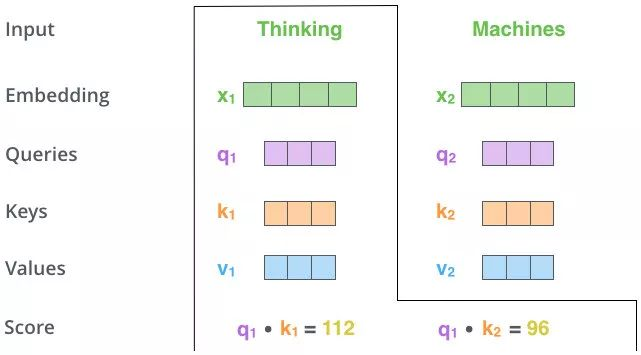 Input Thinking Machines
Embedding x1 x2
Queries q1 q2
Keys k1 k2
Values v1 v2
Score q1 • k1 = 112 q1 • k2 = 96